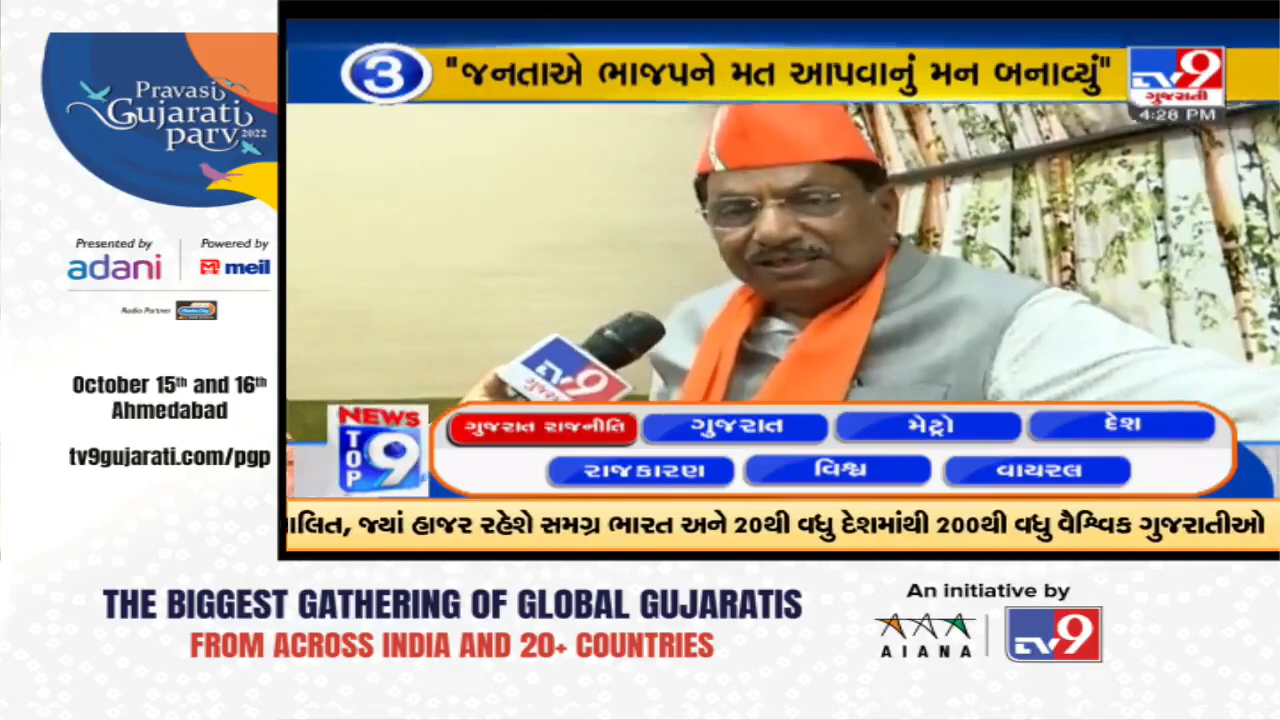 Pravasi
Gujarati
parv 2022
Presented by
adani
Powered by
meil
Radio Partner
October 15th and 16th
Ahmedabad
tv9gujarati.com/pgp
3
"જનતાએ ભાજપને મત આપવાનું મન બનાવ્યું"
TV9
ગુજરાતી
4:28 PM
TV9
NEWS
TOP
9
ગુજરાત રાજનીતિ
ગુજરાત
મેટ્રો
દેશ
રાજકારણ
વિશ્વ
વાયરલ
જ્યાં હાજર રહેશે સમગ્ર ભારત અને 20થી વધુ દેશમાંથી 200થી વધુ વૈશ્વિક ગુજરાતીઓ
THE BIGGEST GATHERING OF GLOBAL GUJARATIS
FROM ACROSS INDIA AND 20+ COUNTRIES
An initiative by
AIANA
TV9